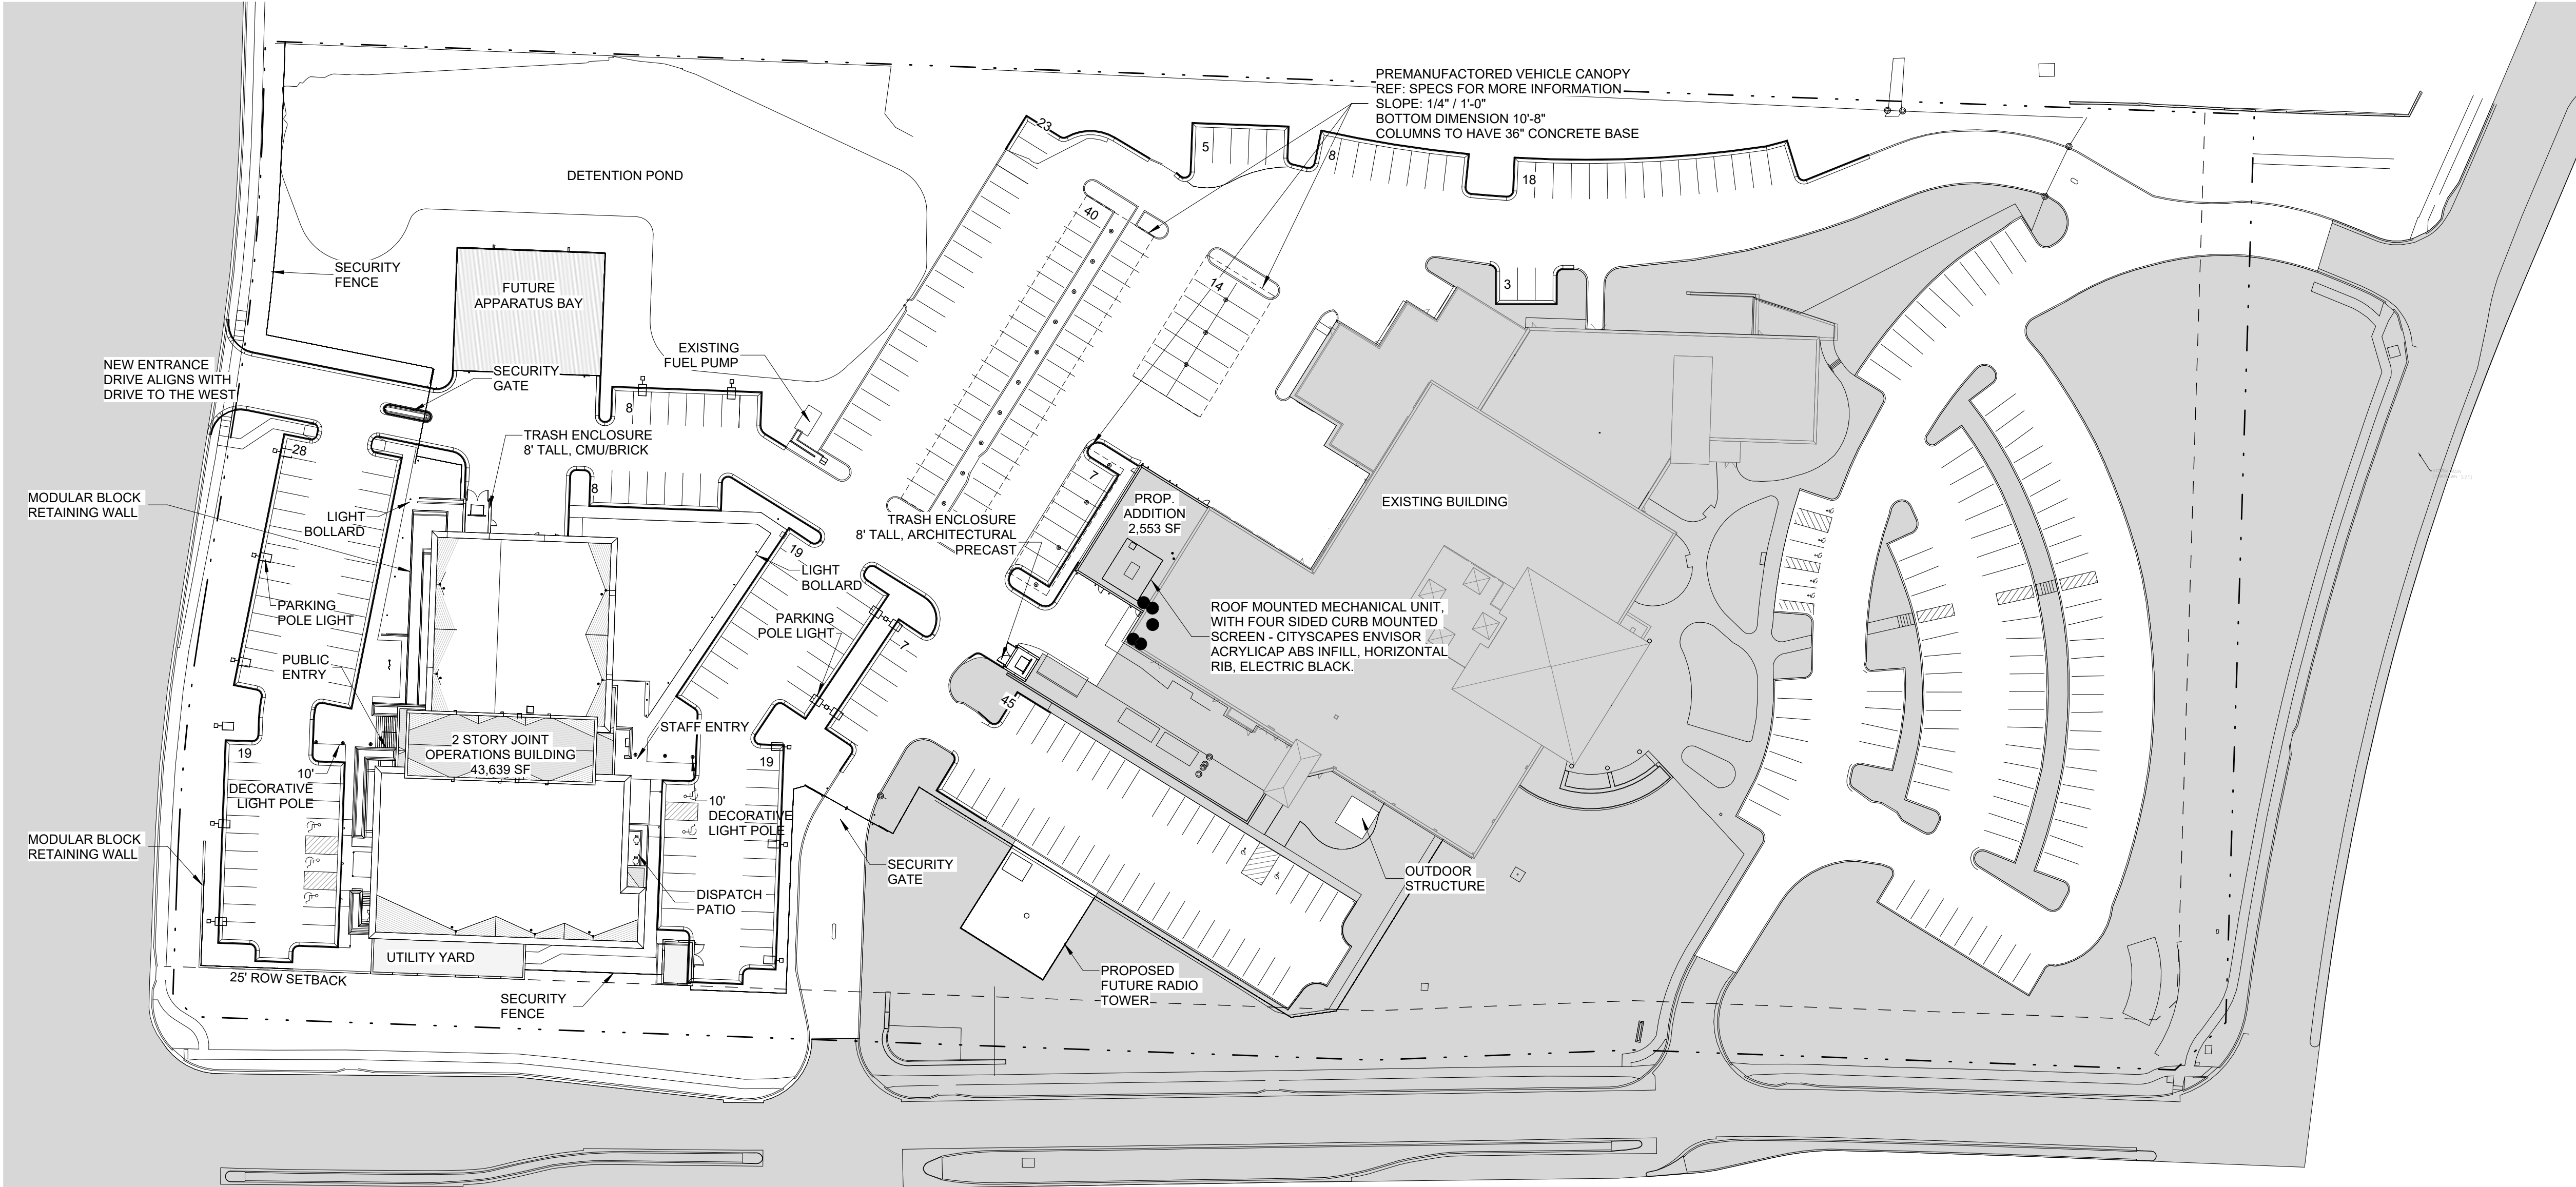 PREMANUFACTORED VEHICLE CANOPY
REF: SPECS FOR MORE INFORMATION
SLOPE: 1/4" / 1'-0"
BOTTOM DIMENSION 10'-8"
COLUMNS TO HAVE 36" CONCRETE BASE
23
5
8
18
DETENTION POND
40
14
3
SECURITY
FENCE
FUTURE
APPARATUS BAY
EXISTING
FUEL PUMP
NEW ENTRANCE
DRIVE ALIGNS WITH
DRIVE TO THE WEST
SECURITY
GATE
8
TRASH ENCLOSURE
8' TALL, CMU/BRICK
28
7
8
MODULAR BLOCK
RETAINING WALL
LIGHT
BOLLARD
TRASH ENCLOSURE
8' TALL, ARCHITECTURAL
PRECAST
PROP.
ADDITION
2,553 SF
EXISTING BUILDING
19
LIGHT
BOLLARD
PARKING
POLE LIGHT
PARKING
POLE LIGHT
ROOF MOUNTED MECHANICAL UNIT,
WITH FOUR SIDED CURB MOUNTED
SCREEN - CITYSCAPES ENVISOR
ACRYLICAP ABS INFILL, HORIZONTAL
RIB, ELECTRIC BLACK.
7
PUBLIC
ENTRY
45
STAFF ENTRY
2 STORY JOINT
OPERATIONS BUILDING
43,639 SF
19
19
10'
DECORATIVE
LIGHT POLE
10'
DECORATIVE
LIGHT POLE
MODULAR BLOCK
RETAINING WALL
SECURITY
GATE
OUTDOOR
STRUCTURE
DISPATCH
PATIO
UTILITY YARD
25' ROW SETBACK
SECURITY
FENCE
PROPOSED
FUTURE RADIO
TOWER